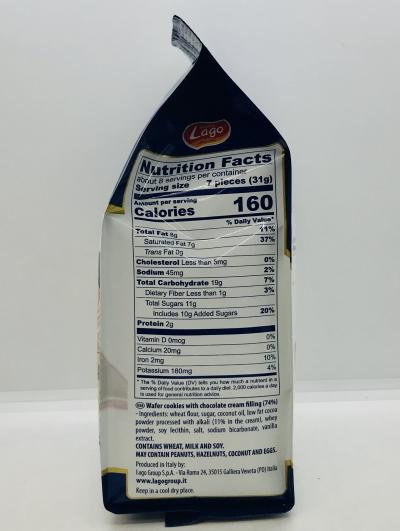 Lago
Nutrition Facts
about 8 servings per container
Serving size 7 pieces (31g)
Amount per serving
Calories 160
% Daily Value*
Total Fat 8g 11%
Saturated Fat 7g 37%
Trans Fat 0g
Cholesterol Less than 5mg 0%
Sodium 45mg 2%
Total Carbohydrate 19g 7%
Dietary Fiber Less than 1g 3%
Total Sugars 11g
Includes 10g Added Sugars 20%
Protein 2g
Vitamin D 0mcg 0%
Calcium 20mg 0%
Iron 2mg 10%
Potassium 180mg 4%
* The % Daily Value (DV) tells you how much a nutrient in a
serving of food contributes to a daily diet. 2,000 calories a day
is used for general nutrition advice.
Wafer cookies with chocolate cream filling (74%)
- Ingredients: wheat flour, sugar, coconut oil, low fat cocoa
powder processed with alkali (11% in the cream), whey
powder, soy lecithin, salt, sodium bicarbonate, vanilla
extract.
CONTAINS WHEAT, MILK AND SOY.
MAY CONTAIN PEANUTS, HAZELNUTS, COCONUT AND EGGS.
Produced in Italy by:
Lago Group S.p.A. - Via Roma 24, 35015 Galliera Veneta (PD) Italia
www.lagogroup.it
Keep in a cool dry place.